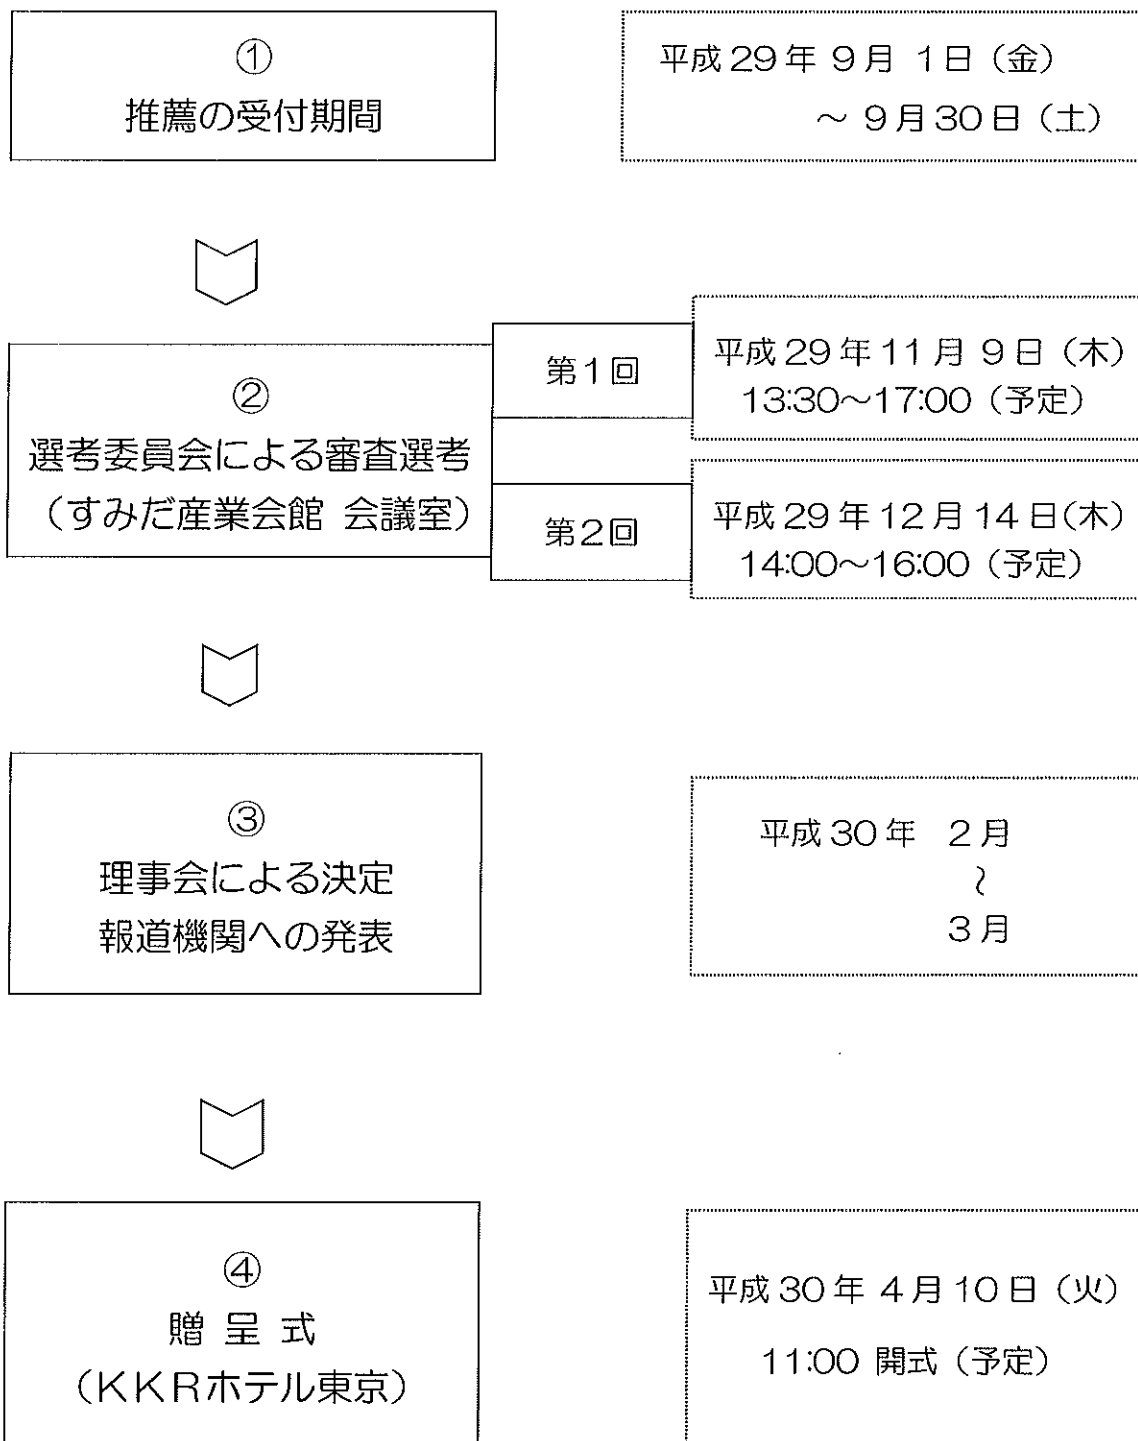 ①
推薦の受付期間
平成29年 9月 1日（金）
～ 9月30日（土）
②
選考委員会による審査選考
（すみだ産業会館 会議室）
第1回
平成29年11月 9日（木）
13:30～17:00（予定）
第2回
平成29年12月14日(木)
14:00～16:00（予定）
③
理事会による決定
報道機関への発表
平成30年 2月
～
3月
④
贈 呈 式
（KKRホテル東京）
平成30年 4月10日（火）
11:00 開式（予定）